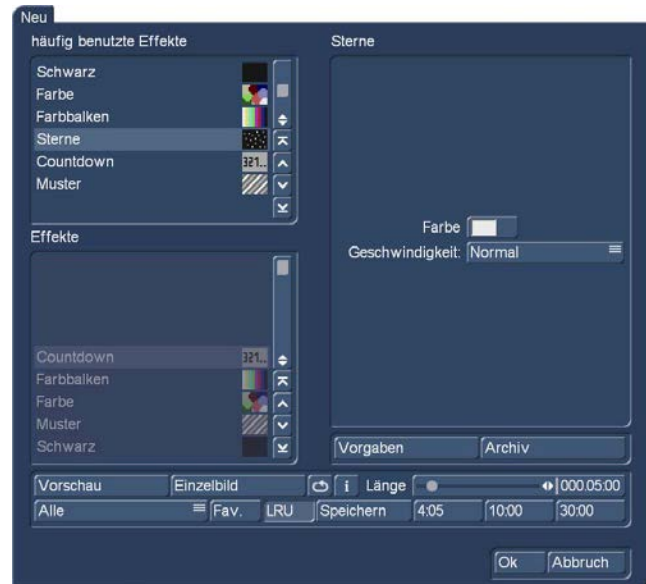 Neu
häufig benutzte Effekte
Schwarz
Farbe
Farbbalken
Sterne
Countdown
321..
Muster
Effekte
Countdown
321..
Farbbalken
Farbe
Muster
Schwarz
Sterne
Farbe
Geschwindigkeit: Normal
Vorgaben Archiv
Vorschau Einzelbild i Länge 000.05:00
Alle Fav. LRU Speichern 4:05 10:00 30:00
Ok Abbruch